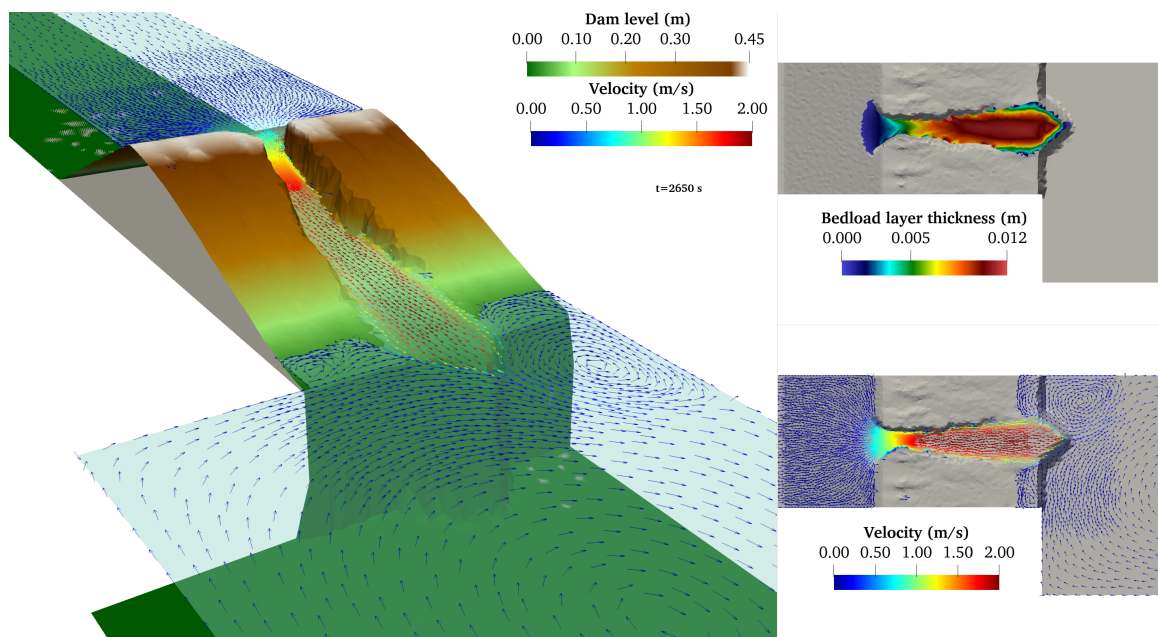 Dam level (m)
0.00 0.10 0.20 0.30 0.45
Velocity (m/s)
0.00 0.50 1.00 1.50 2.00
t=2650 s
Bedload layer thickness (m)
0.000 0.005 0.012
Velocity (m/s)
0.00 0.50 1.00 1.50 2.00